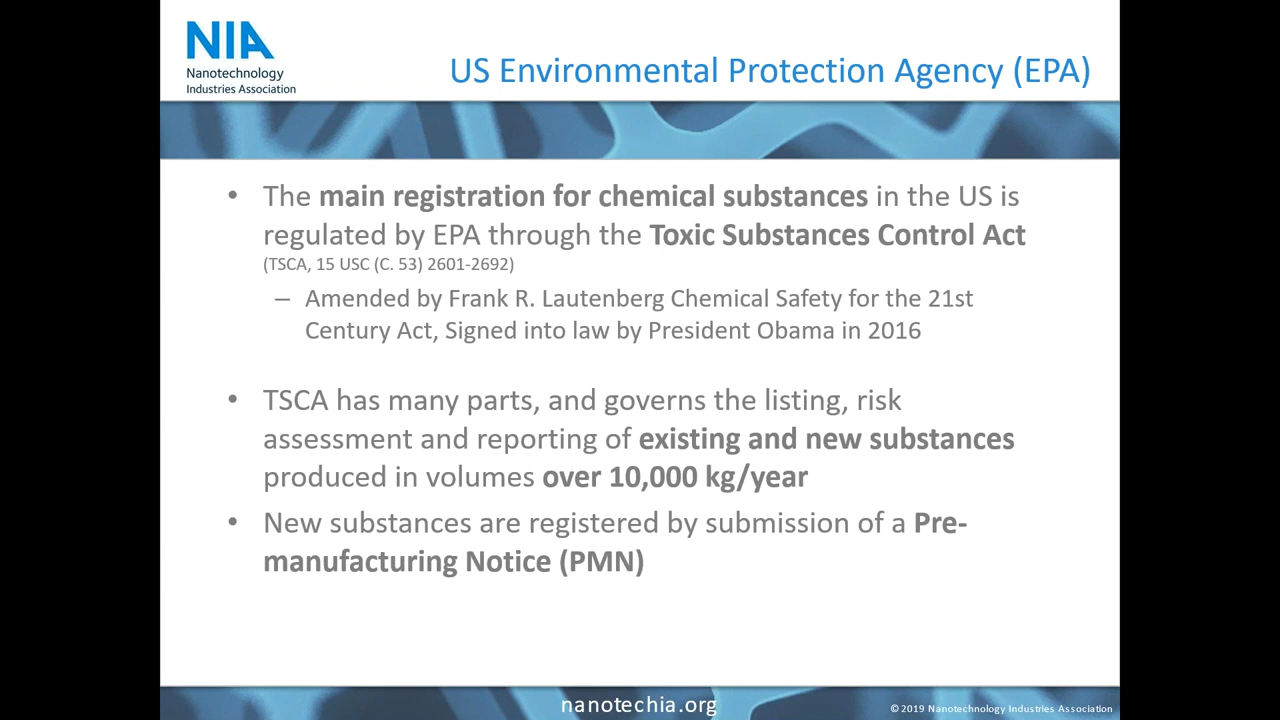 NIA
Nanotechnology
Industries Association
US Environmental Protection Agency (EPA)
• The main registration for chemical substances in the US is
regulated by EPA through the Toxic Substances Control Act
(TSCA, 15 USC (C. 53) 2601-2692)
– Amended by Frank R. Lautenberg Chemical Safety for the 21st
Century Act, Signed into law by President Obama in 2016
• TSCA has many parts, and governs the listing, risk
assessment and reporting of existing and new substances
produced in volumes over 10,000 kg/year
• New substances are registered by submission of a Pre-
manufacturing Notice (PMN)
nanotechia.org
© 2019 Nanotechnology Industries Association